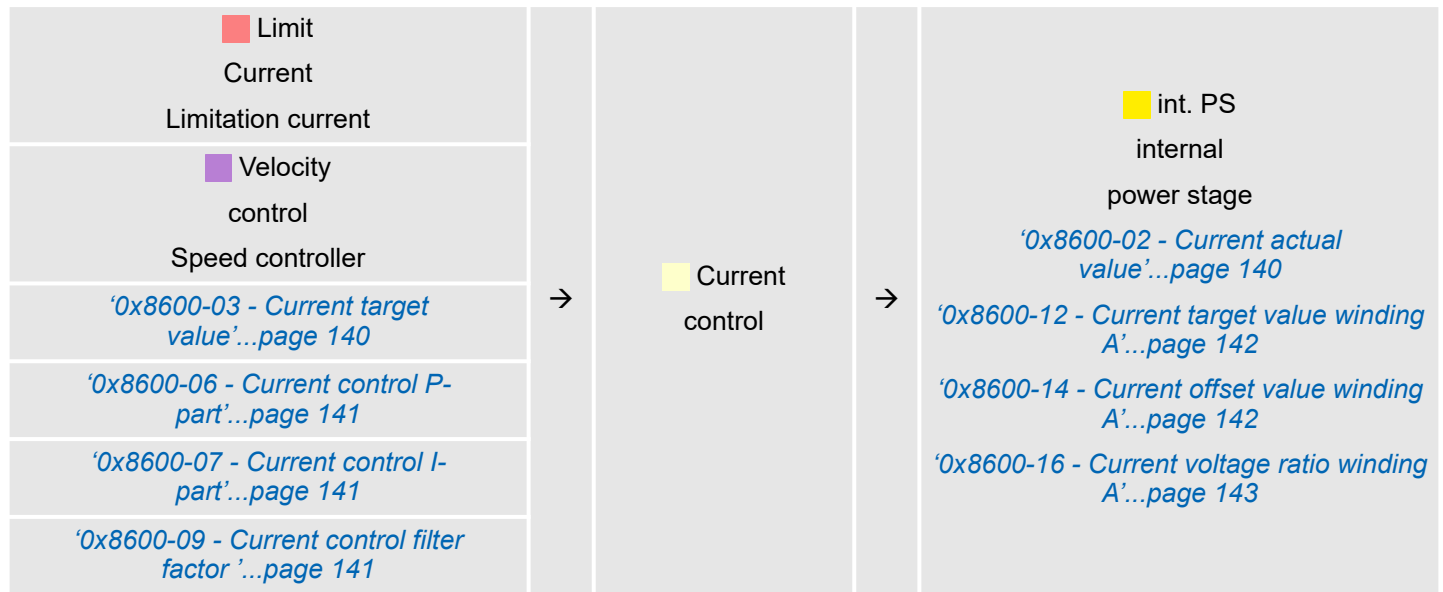 Limit
Current
Limitation current
Velocity
control
Speed controller
‘0x8600-03 - Current target
value’...page 140
‘0x8600-06 - Current control P-
part’...page 141
‘0x8600-07 - Current control I-
part’...page 141
‘0x8600-09 - Current control filter
factor ’...page 141
→
Current
control
→
int. PS
internal
power stage
‘0x8600-02 - Current actual
value’...page 140
‘0x8600-12 - Current target value winding
A’...page 142
‘0x8600-14 - Current offset value winding
A’...page 142
‘0x8600-16 - Current voltage ratio winding
A’...page 143